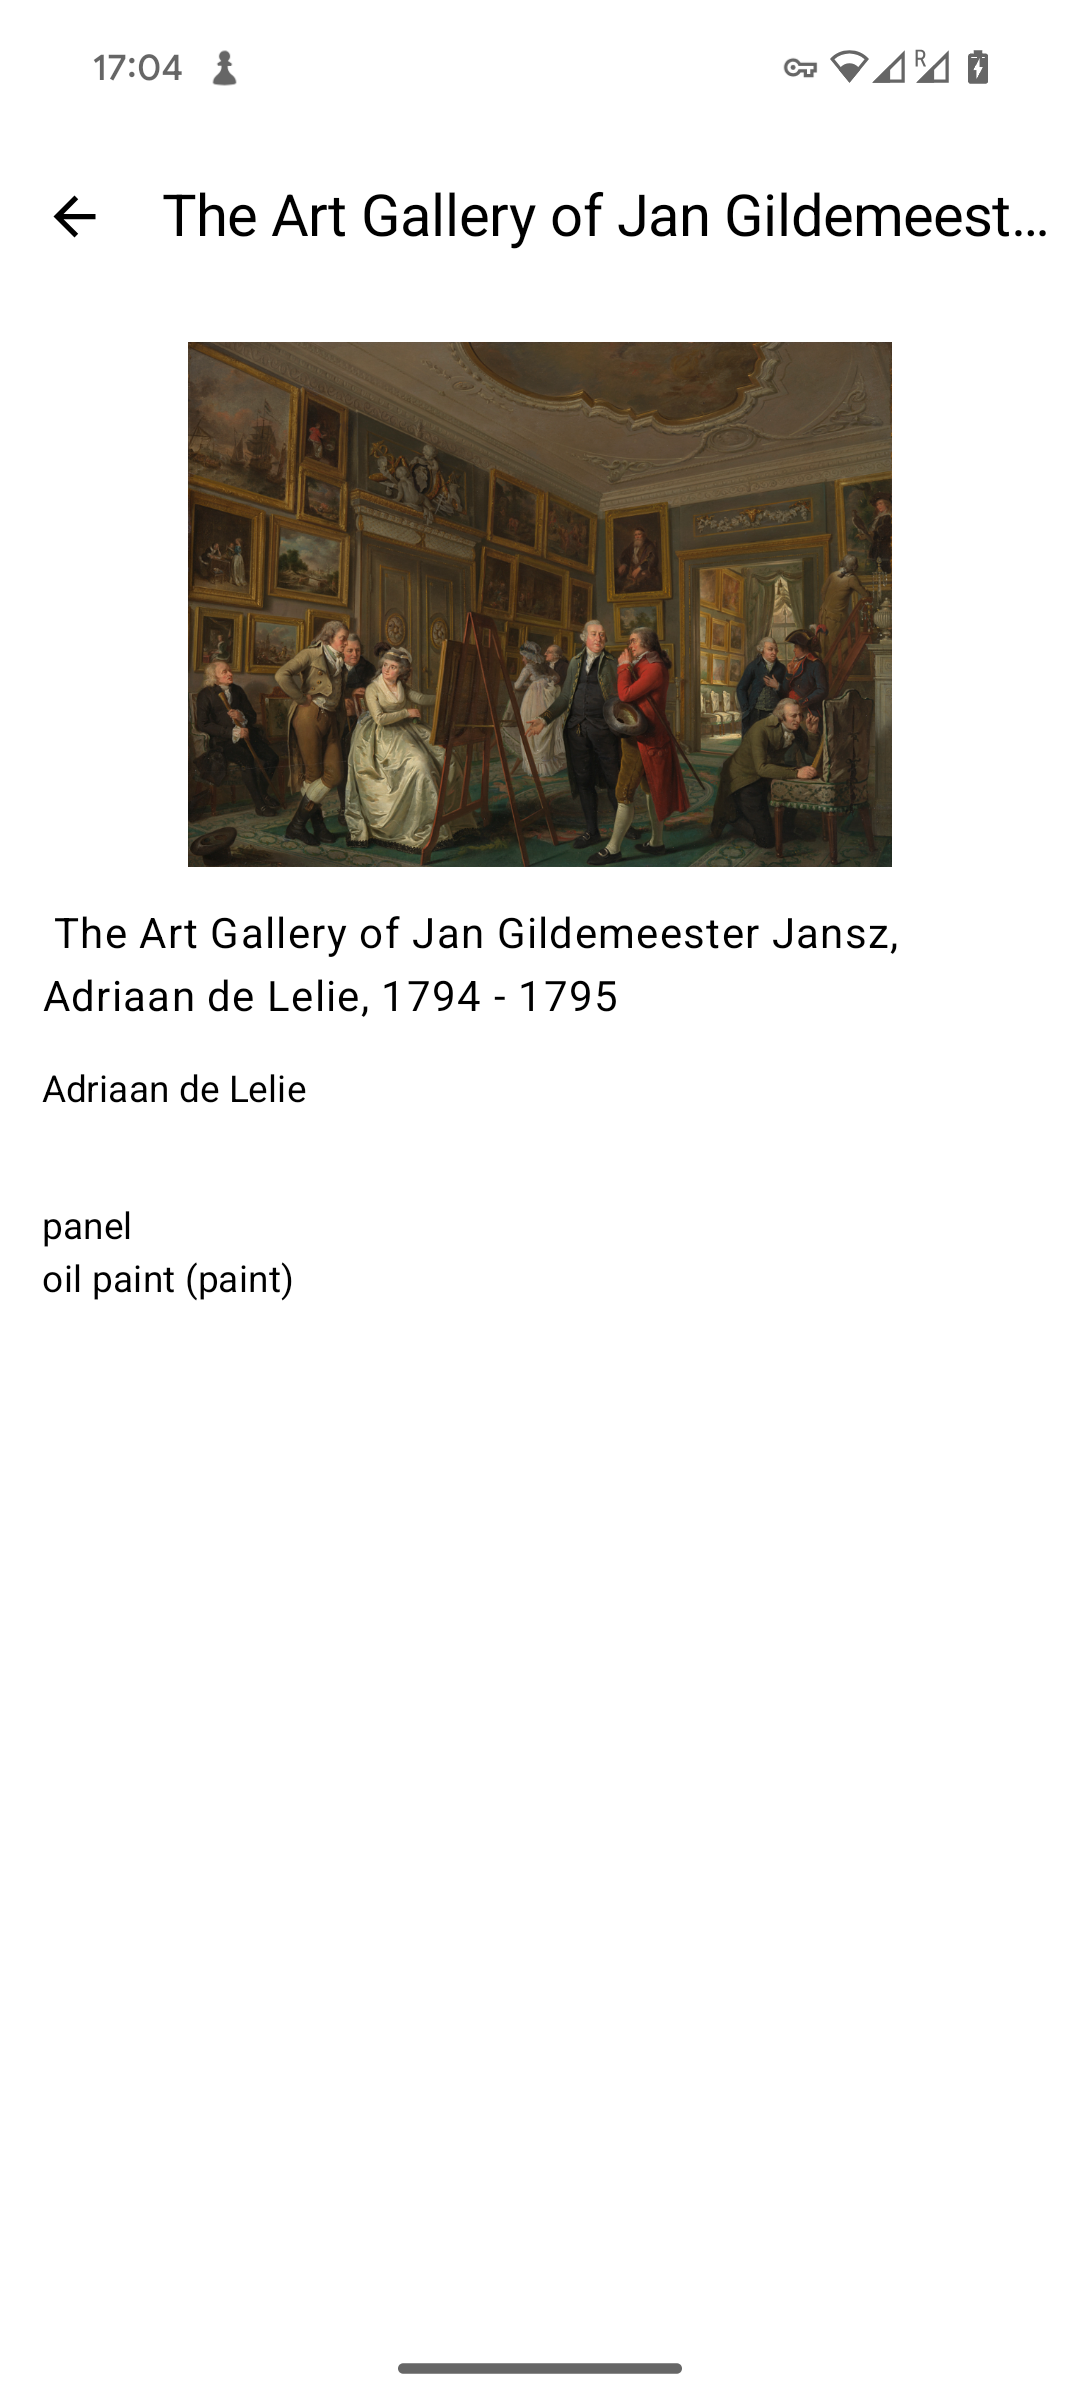 17:04
R
The Art Gallery of Jan Gildemeest...
The Art Gallery of Jan Gildemeester Jansz,
Adriaan de Lelie, 1794 - 1795
Adriaan de Lelie
panel
oil paint (paint)